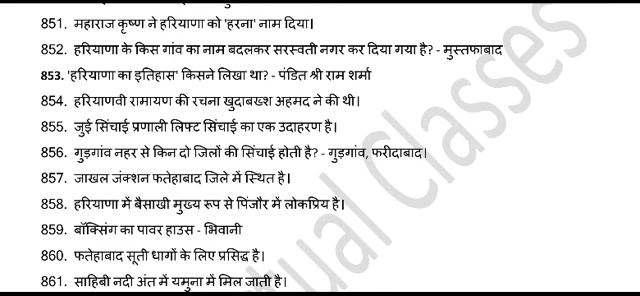 851. महाराज कृष्ण ने हरियाणा को 'हरना' नाम दिया।
852. हरियाणा के किस गांव का नाम बदलकर सरस्वती नगर कर दिया गया है? - मुस्तफाबाद
853. 'हरियाणा का इतिहास' किसने लिखा था? - पंडित श्री राम शर्मा
854. हरियाणवी रामायण की रचना खुदाबख्श अहमद ने की थी।
855. जुई सिंचाई प्रणाली लिफ्ट सिंचाई का एक उदाहरण है।
856. गुड़गांव नहर से किन दो जिलों की सिंचाई होती है? - गुड़गांव, फरीदाबाद।
857. जाखल जंक्शन फतेहाबाद जिले में स्थित है।
858. हरियाणा में बैसाखी मुख्य रूप से पिंजौर में लोकप्रिय है।
859. बॉक्सिंग का पावर हाउस - भिवानी
860. फतेहाबाद सूती धागों के लिए प्रसिद्ध है।
861. साहिबी नदी अंत में यमुना में मिल जाती है।
Classes